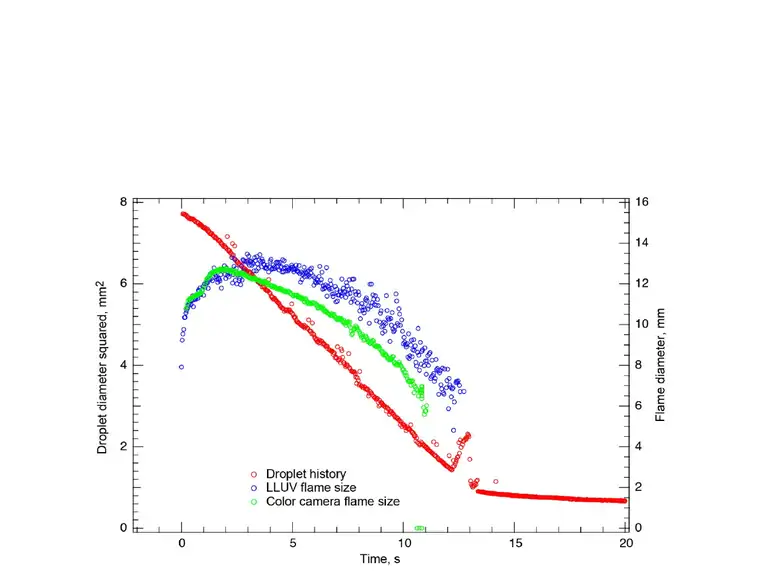 8
6
4
2
0
Droplet diameter squared, mm2
16
14
12
10
8
6
4
2
0
Flame diameter, mm
Droplet history
LLUV flame size
Color camera flame size
0 5 10 15 20
Time, s